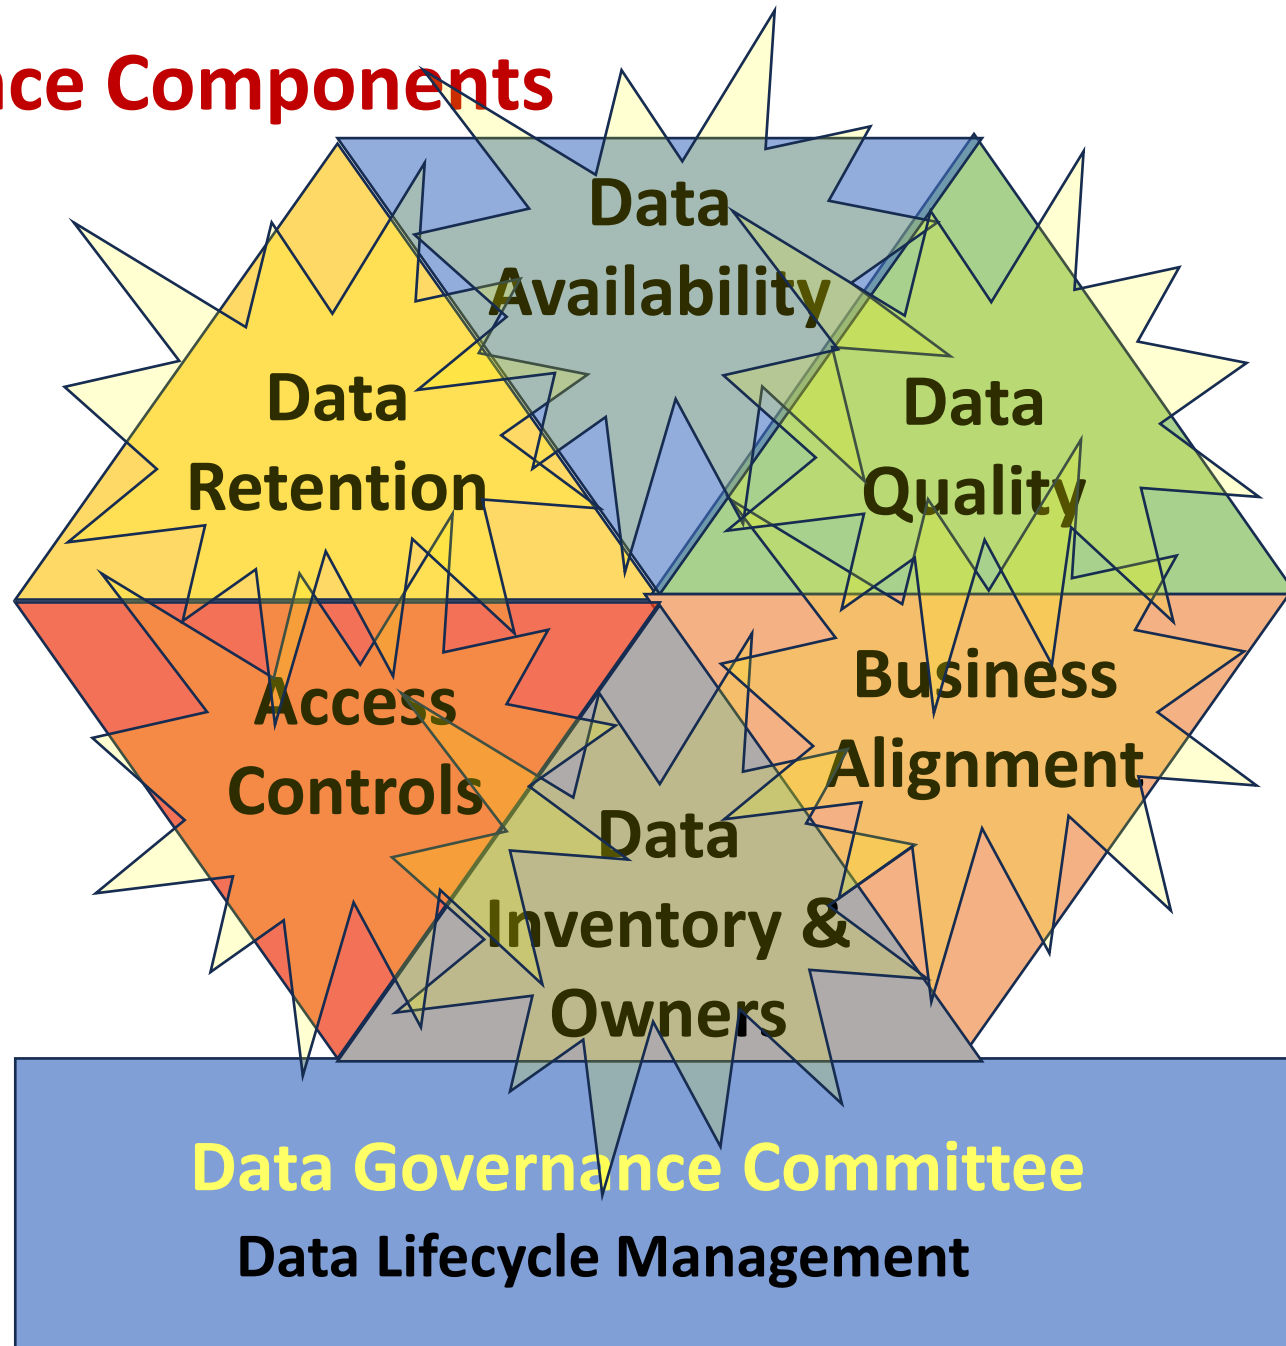 nce Components
Data
Availability
Data
Retention
Data
Quality
Access
Controls
Business
Alignment
Data
Inventory &
Owners
Data Governance Committee
Data Lifecycle Management